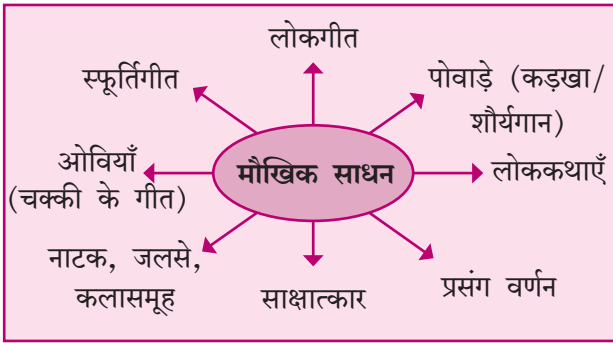 लोकगीत
स्फूर्तिगीत
पोवाड़े (कड़खा/
शौर्यगान)
ओवियाँ
(चक्की के गीत)
मौखिक साधन
लोककथाएँ
नाटक, जलसे,
कलासमूह
साक्षात्कार
प्रसंग वर्णन